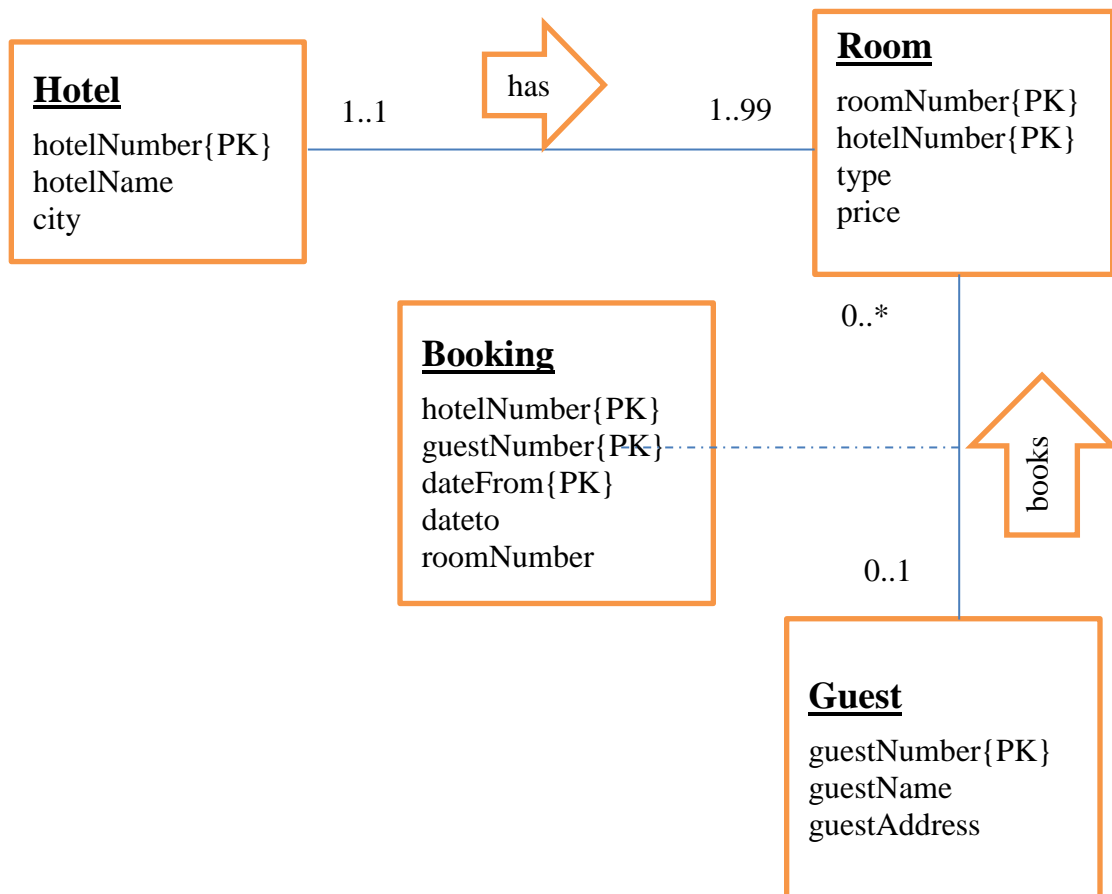 Hotel
hotelNumber{PK}
hotelName
city
1..1
has
1..99
Room
roomNumber{PK}
hotelNumber{PK}
type
price
0..*
Booking
hotelNumber{PK}
guestNumber{PK}
dateFrom{PK}
dateto
roomNumber
books
0..1
Guest
guestNumber{PK}
guestName
guestAddress